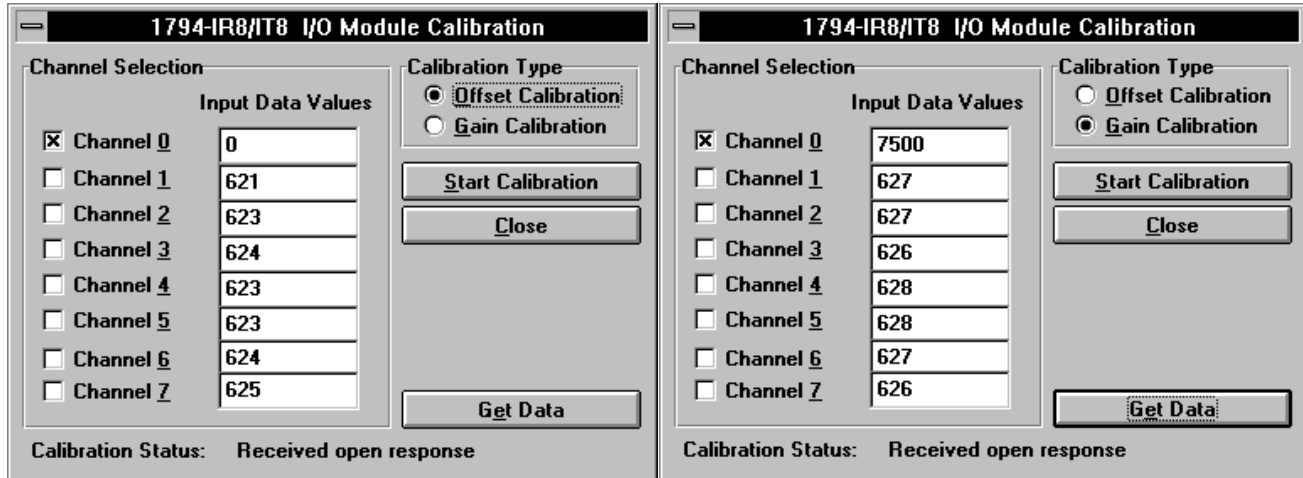 1794-IR8/IT8 I/O Module Calibration
Channel Selection
Input Data Values
Channel 0 0
Channel 1 621
Channel 2 623
Channel 3 624
Channel 4 623
Channel 5 623
Channel 6 624
Channel 7 625
Calibration Type
Offset Calibration
Gain Calibration
Start Calibration
Close
Get Data
Calibration Status: Received open response
1794-IR8/IT8 I/O Module Calibration
Channel Selection
Input Data Values
Channel 0 7500
Channel 1 627
Channel 2 627
Channel 3 626
Channel 4 628
Channel 5 628
Channel 6 627
Channel 7 626
Calibration Type
Offset Calibration
Gain Calibration
Start Calibration
Close
Get Data
Calibration Status: Received open response